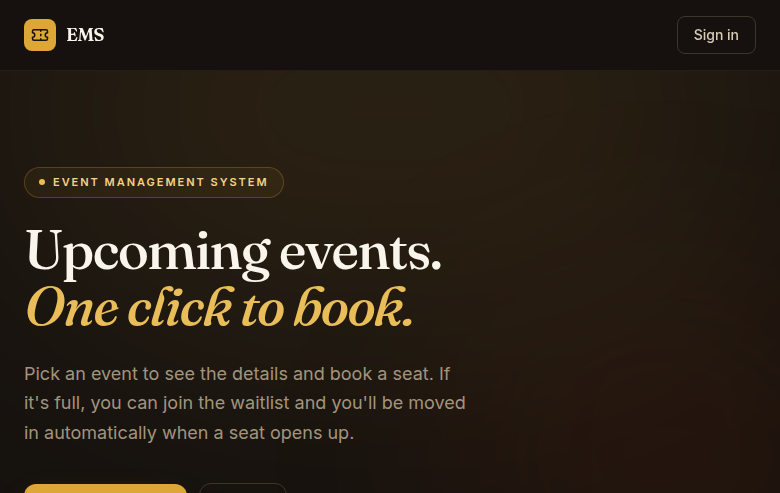 EMS
Sign in
EVENT MANAGEMENT SYSTEM
Upcoming events.
One click to book.
Pick an event to see the details and book a seat. If
it's full, you can join the waitlist and you'll be moved
in automatically when a seat opens up.